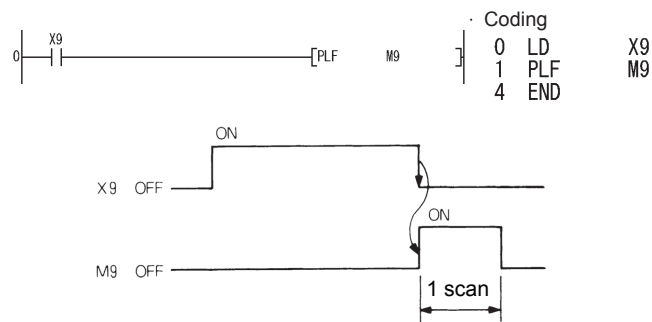 X9
0 [PLF M9 ]
· Coding
0 LD X9
1 PLF M9
4 END
ON
X9 OFF
ON
M9 OFF
1 scan